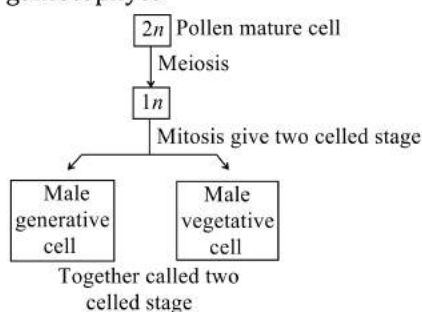 2n Pollen mature cell
Meiosis
1n
Mitosis give two celled stage
Male
generative
cell
Male
vegetative
cell
Together called two
celled stage